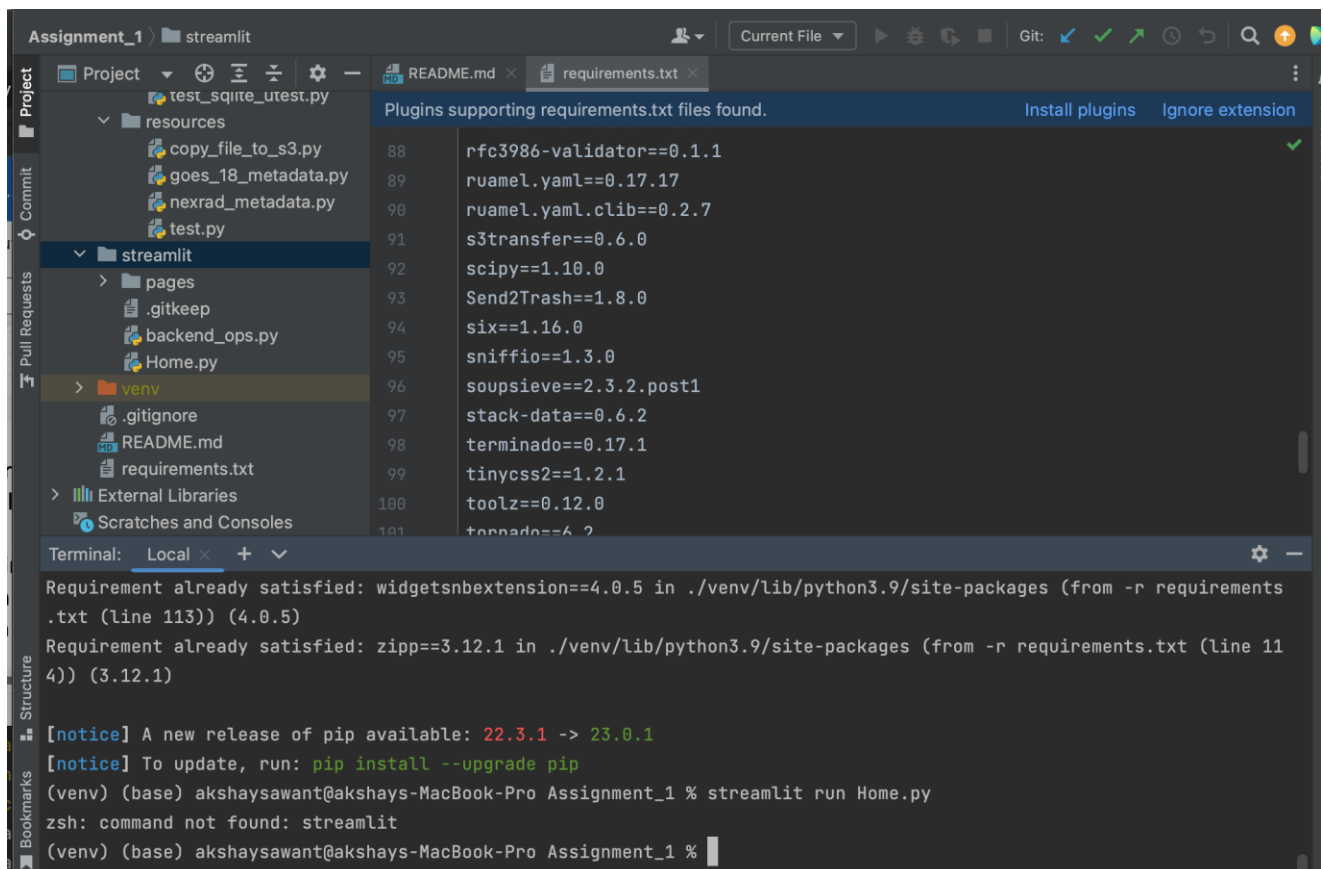 Assignment_1 streamlit
Current File
Git:
Project
README.md
requirements.txt
test_sqlite_utest.py
resources
copy_file_to_s3.py
goes_18_metadata.py
nexrad_metadata.py
test.py
streamlit
pages
.gitkeep
backend_ops.py
Home.py
venv
.gitignore
README.md
requirements.txt
External Libraries
Scratches and Consoles
Project
Commit
Pull Requests
Structure
Bookmarks
Plugins supporting requirements.txt files found. Install plugins Ignore extension
88 rfc3986-validator==0.1.1
89 ruamel.yaml==0.17.17
90 ruamel.yaml.clib==0.2.7
91 s3transfer==0.6.0
92 scipy==1.10.0
93 Send2Trash==1.8.0
94 six==1.16.0
95 sniffio==1.3.0
96 soupsieve==2.3.2.post1
97 stack-data==0.6.2
98 terminado==0.17.1
99 tinycss2==1.2.1
100 toolz==0.12.0
101 tornado==6.2
Terminal: Local
Requirement already satisfied: widgetsnbextension==4.0.5 in ./venv/lib/python3.9/site-packages (from -r requirements
.txt (line 113)) (4.0.5)
Requirement already satisfied: zipp==3.12.1 in ./venv/lib/python3.9/site-packages (from -r requirements.txt (line 11
4)) (3.12.1)
[notice] A new release of pip available: 22.3.1 -> 23.0.1
[notice] To update, run: pip install --upgrade pip
(venv) (base) akshaysawant@akshays-MacBook-Pro Assignment_1 % streamlit run Home.py
zsh: command not found: streamlit
(venv) (base) akshaysawant@akshays-MacBook-Pro Assignment_1 %